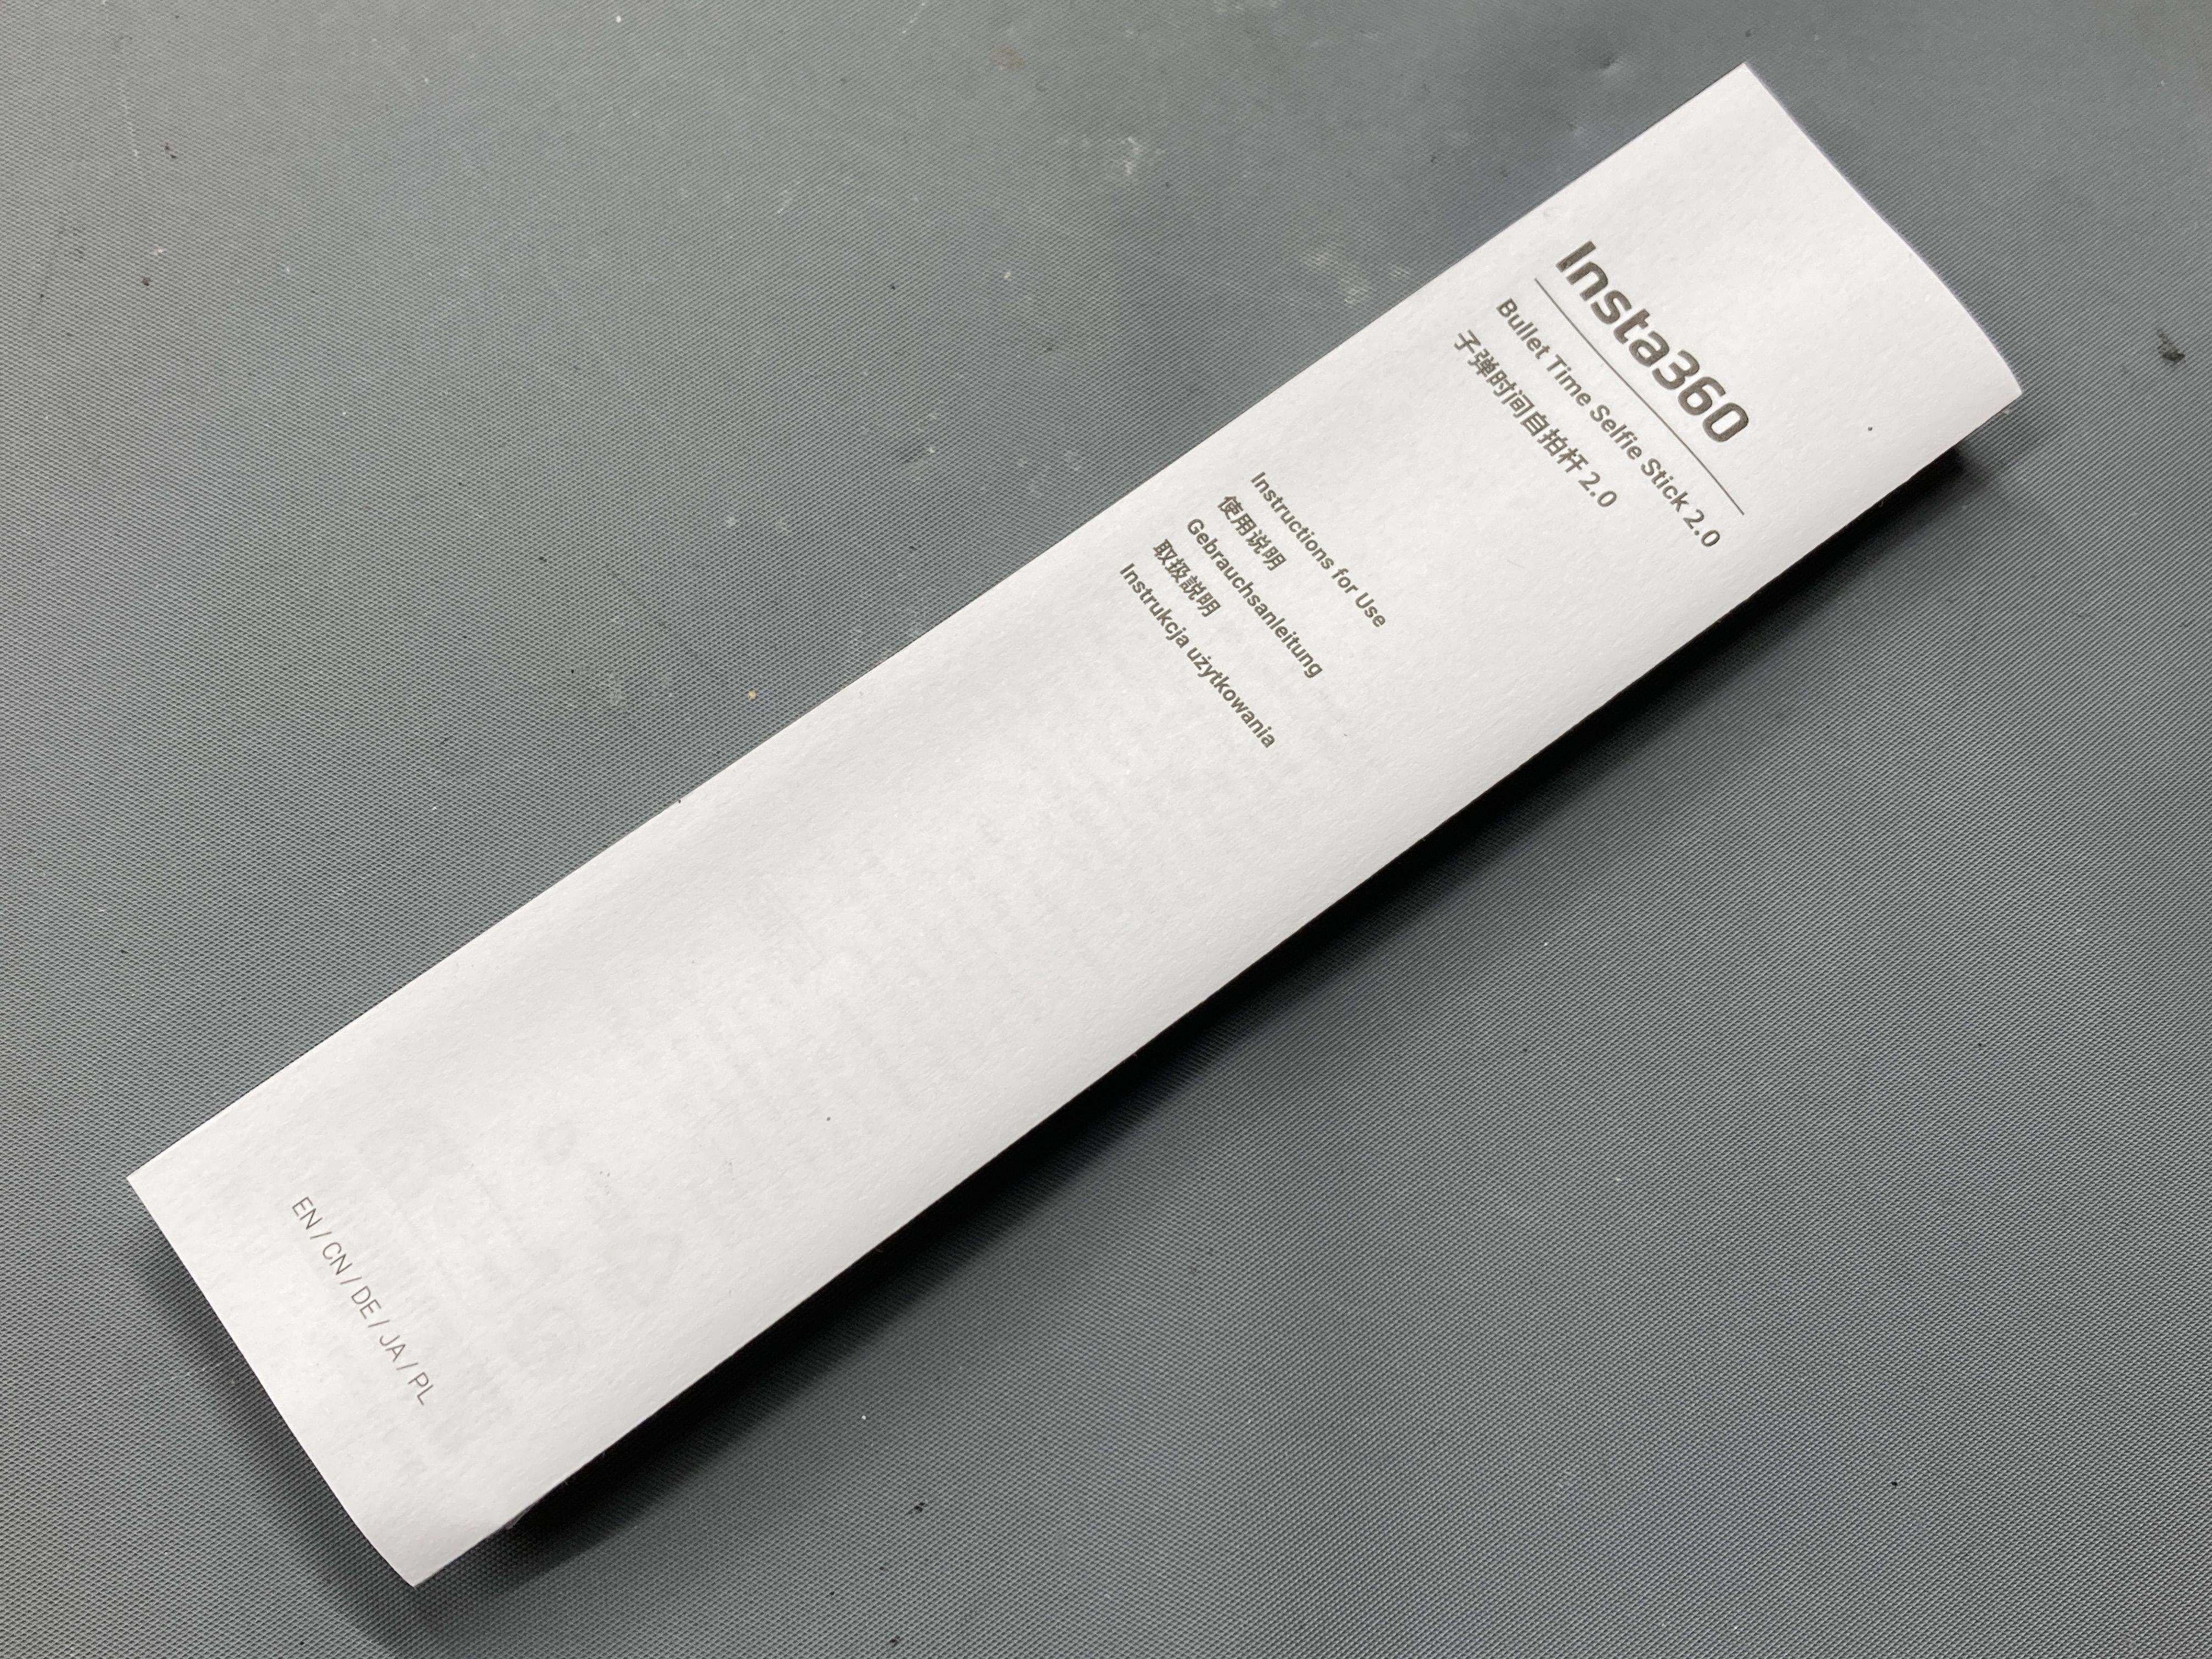 Insta360
Bullet Time Selfie Stick 2.0
子弹时间自拍杆 2.0
Instructions for Use
使用说明
Gebrauchsanleitung
取扱説明
Instrukcja użytkowania
EN / CN / DE / JA / PL